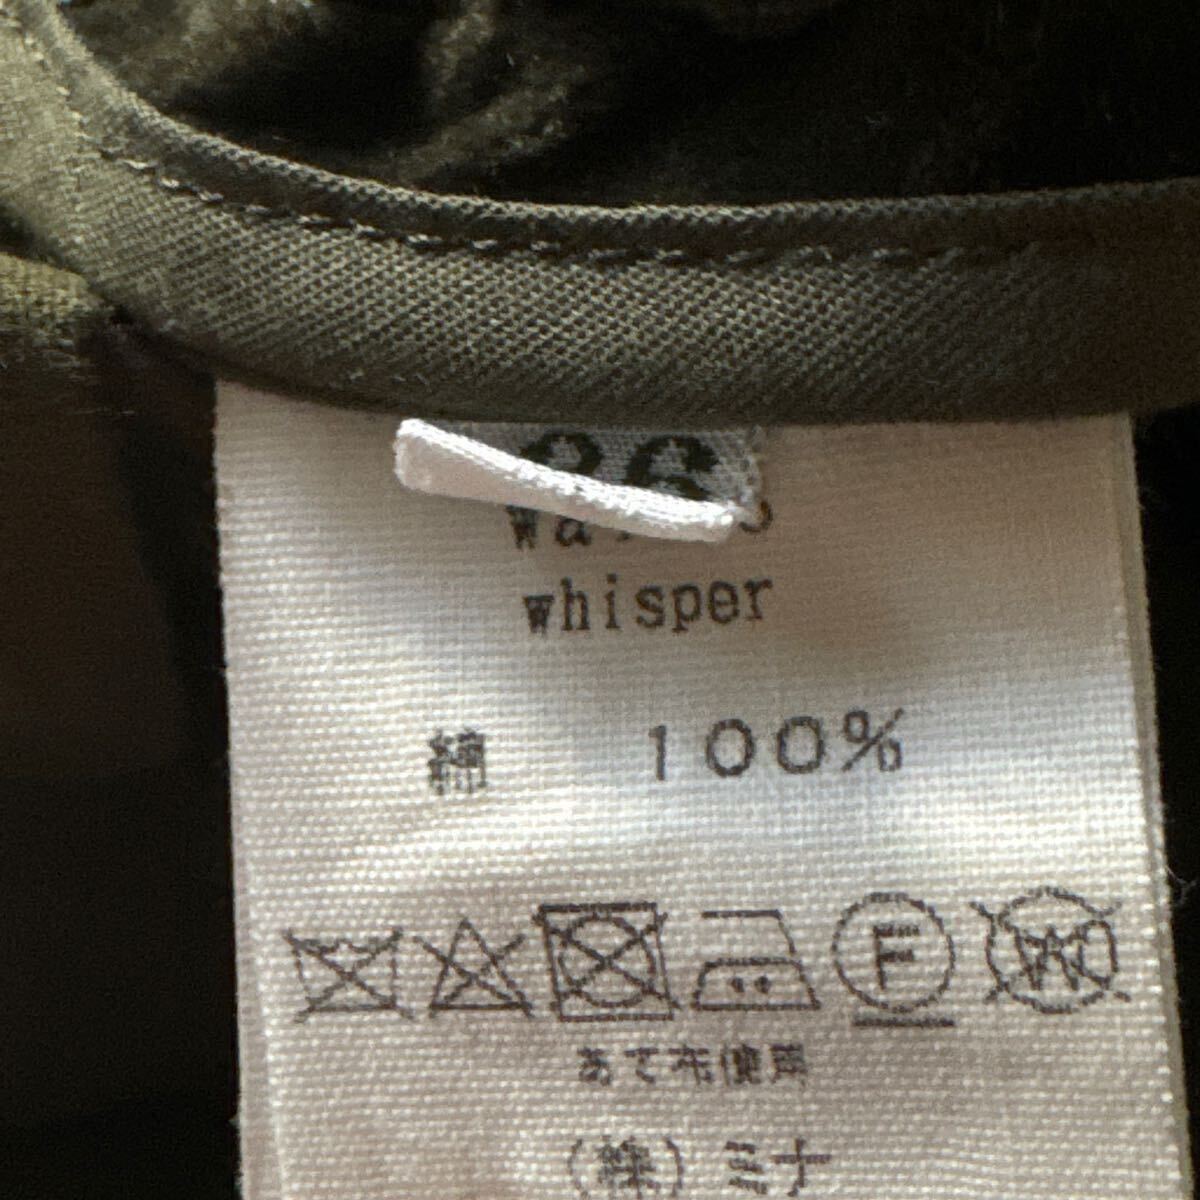 whisper
綿 100%
F W
あて布使用
(株)ミナ